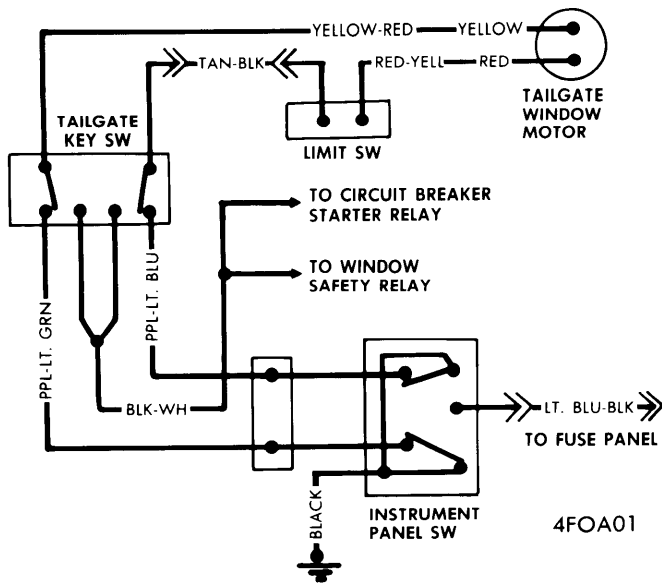 YELLOW-RED
YELLOW
TAN-BLK
RED-YELL
RED
TAILGATE
WINDOW
MOTOR
TAILGATE
KEY SW
LIMIT SW
TO CIRCUIT BREAKER
STARTER RELAY
TO WINDOW
SAFETY RELAY
PPL-LT. BLU
PPL-LT. GRN
BLK-WH
LT. BLU-BLK
TO FUSE PANEL
BLACK
INSTRUMENT
PANEL SW
4FOA01